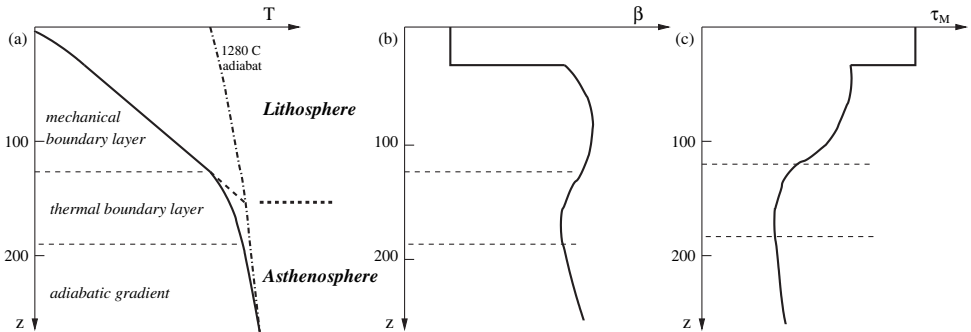 T
β
τM
(a)
(b)
(c)
1280 C
adiabat
Lithosphere
mechanical
boundary layer
100
100
100
thermal boundary layer
200
200
200
Asthenosphere
adiabatic gradient
z
z
z